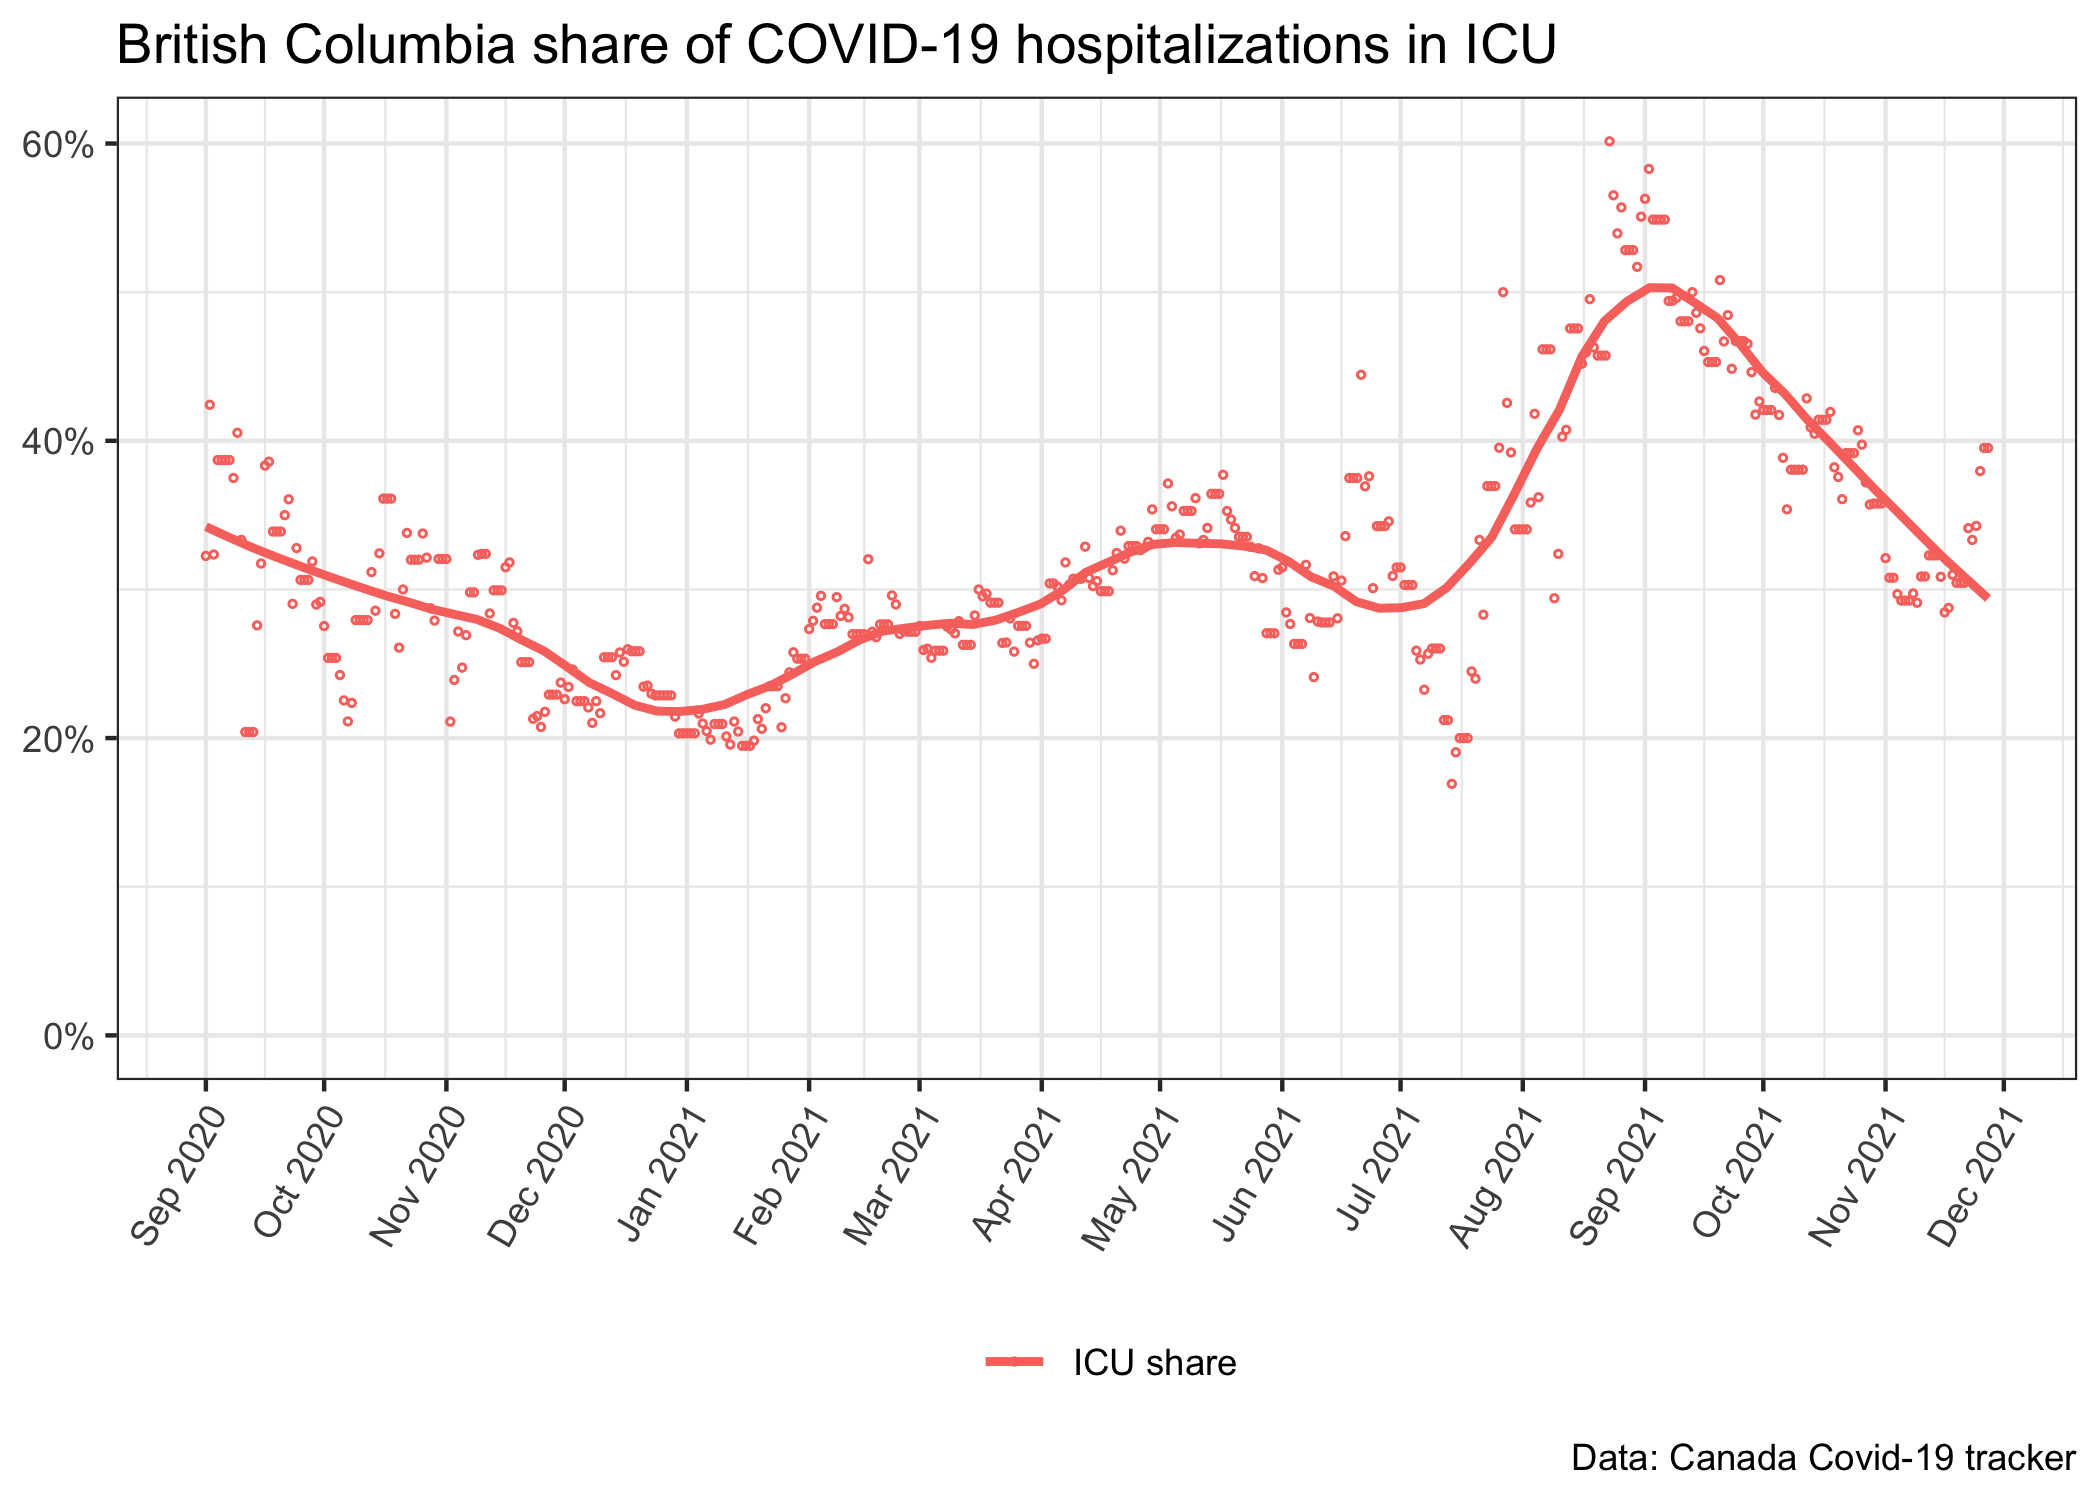 British Columbia share of COVID-19 hospitalizations in ICU
60%
40%
20%
0%
Sep 2020
Oct 2020
Nov 2020
Dec 2020
Jan 2021
Feb 2021
Mar 2021
Apr 2021
May 2021
Jun 2021
Jul 2021
Aug 2021
Sep 2021
Oct 2021
Nov 2021
Dec 2021
ICU share
Data: Canada Covid-19 tracker